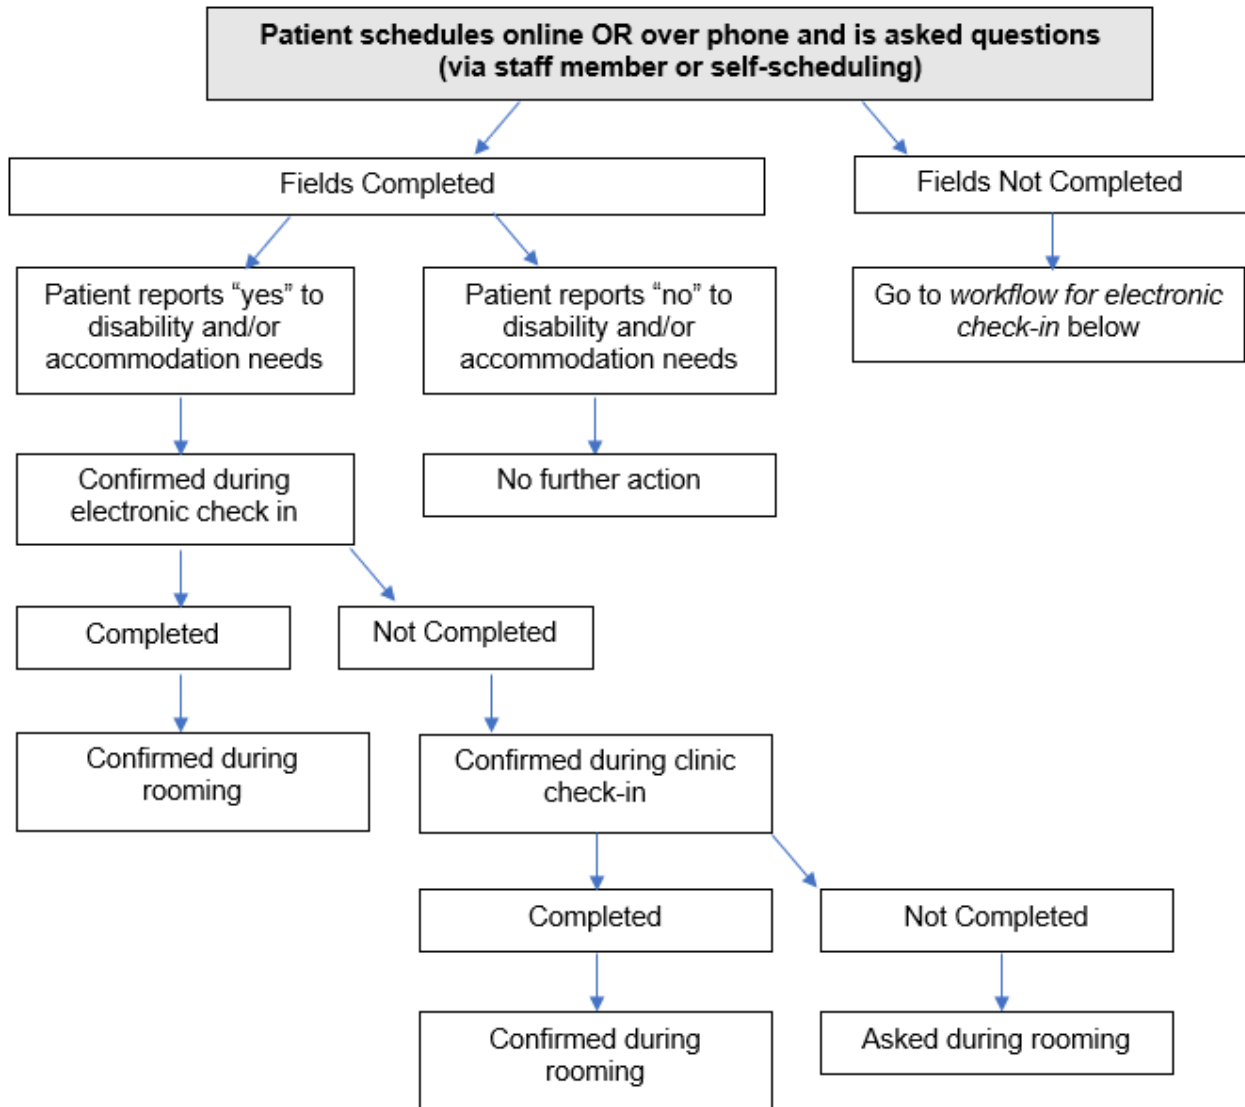 Patient schedules online OR over phone and is asked questions
(via staff member or self-scheduling)
Fields Completed
Fields Not Completed
Patient reports “yes” to
disability and/or
accommodation needs
Patient reports “no” to
disability and/or
accommodation needs
Go to workflow for electronic
check-in below
Confirmed during
electronic check in
No further action
Completed
Not Completed
Confirmed during
rooming
Confirmed during clinic
check-in
Completed
Not Completed
Confirmed during
rooming
Asked during rooming